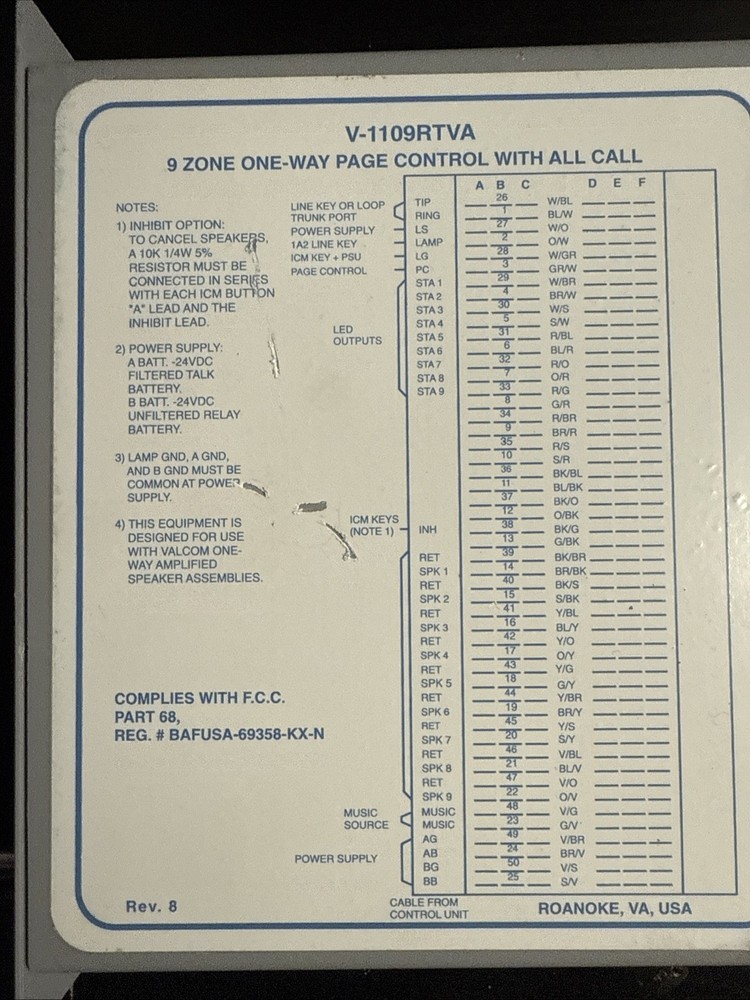 V-1109RTVA
9 ZONE ONE-WAY PAGE CONTROL WITH ALL CALL
NOTES:
1) INHIBIT OPTION:
TO CANCEL SPEAKERS,
A 10K 1/4W 5%
RESISTOR MUST BE
CONNECTED IN SERIES
WITH EACH ICM BUTTON
"A" LEAD AND THE
INHIBIT LEAD.
2) POWER SUPPLY:
A BATT. -24VDC
FILTERED TALK
BATTERY.
B BATT. -24VDC
UNFILTERED RELAY
BATTERY.
3) LAMP GND, A GND,
AND B GND MUST BE
COMMON AT POWER
SUPPLY.
4) THIS EQUIPMENT IS
DESIGNED FOR USE
WITH VALCOM ONE-
WAY AMPLIFIED
SPEAKER ASSEMBLIES.
COMPLIES WITH F.C.C.
PART 68,
REG. # BAFUSA-69358-KX-N
Rev. 8
LINE KEY OR LOOP
TRUNK PORT
POWER SUPPLY
1A2 LINE KEY
ICM KEY + PSU
PAGE CONTROL
LED
OUTPUTS
ICM KEYS
(NOTE 1)
MUSIC
SOURCE
POWER SUPPLY
A B C D E F
TIP 26 W/BL
RING 1 BL/W
LS 27 W/O
LAMP 2 O/W
LG 28 W/GR
PC 3 GR/W
STA 1 29 W/BR
STA 2 4 BR/W
STA 3 30 W/S
STA 4 5 S/W
STA 5 31 R/BL
STA 6 6 BL/R
STA 7 32 R/O
STA 8 7 O/R
STA 9 33 R/G
8 G/R
34 R/BR
9 BR/R
35 R/S
10 S/R
36 BK/BL
11 BL/BK
37 BK/O
12 O/BK
INH 38 BK/G
13 G/BK
RET 39 BK/BR
SPK 1 14 BR/BK
RET 40 BK/S
SPK 2 15 S/BK
RET 41 Y/BL
SPK 3 16 BL/Y
RET 42 Y/O
SPK 4 17 O/Y
RET 43 Y/G
SPK 5 18 G/Y
RET 44 Y/BR
SPK 6 19 BR/Y
RET 45 Y/S
SPK 7 20 S/Y
RET 46 V/BL
SPK 8 21 BL/V
RET 47 V/O
SPK 9 22 O/V
MUSIC 48 V/G
MUSIC 23 G/V
AG 49 V/BR
AB 24 BR/V
BG 50 V/S
BB 25 S/V
CABLE FROM
CONTROL UNIT
ROANOKE, VA, USA